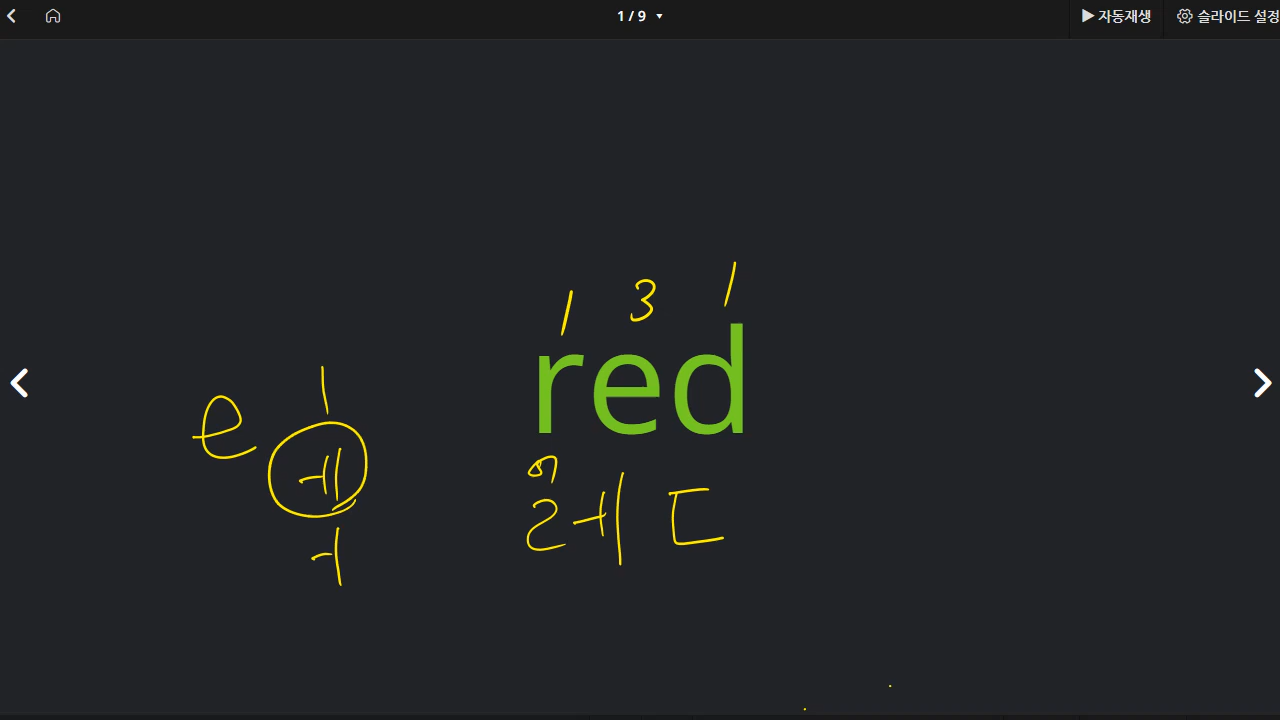 1 / 9 ▼ ▶ 자동재생 슬라이드 설정
1 3 1
red
e ㅣ
ㅔ
ㅓ
ㄹㅔ ㄷ